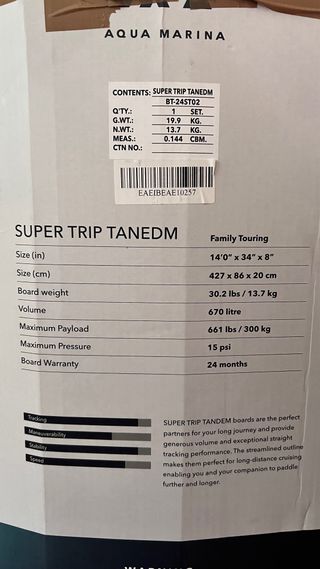 AQUA MARINA
CONTENTS: SUPER TRIP TANEDM
BT-24ST02
Q'TY.: 1 SET.
G.WT.: 19.9 KG.
N.WT.: 13.7 KG.
MEAS.: 0.144 CBM.
CTN NO.:
EAEIBEAE10257
SUPER TRIP TANEDM Family Touring
Size (in) 14'0" x 34" x 8"
Size (cm) 427 x 86 x 20 cm
Board weight 30.2 lbs / 13.7 kg
Volume 670 litre
Maximum Payload 661 lbs / 300 kg
Maximum Pressure 15 psi
Board Warranty 24 months
Tracking
Maneuverability
Stability
Speed
SUPER TRIP TANDEM boards are the perfect
partners for your long journey and provide
generous volume and exceptional straight
tracking performance. The streamlined outline
makes them perfect for long-distance cruising
enabling you and your companion to paddle
further and longer.
WARNING